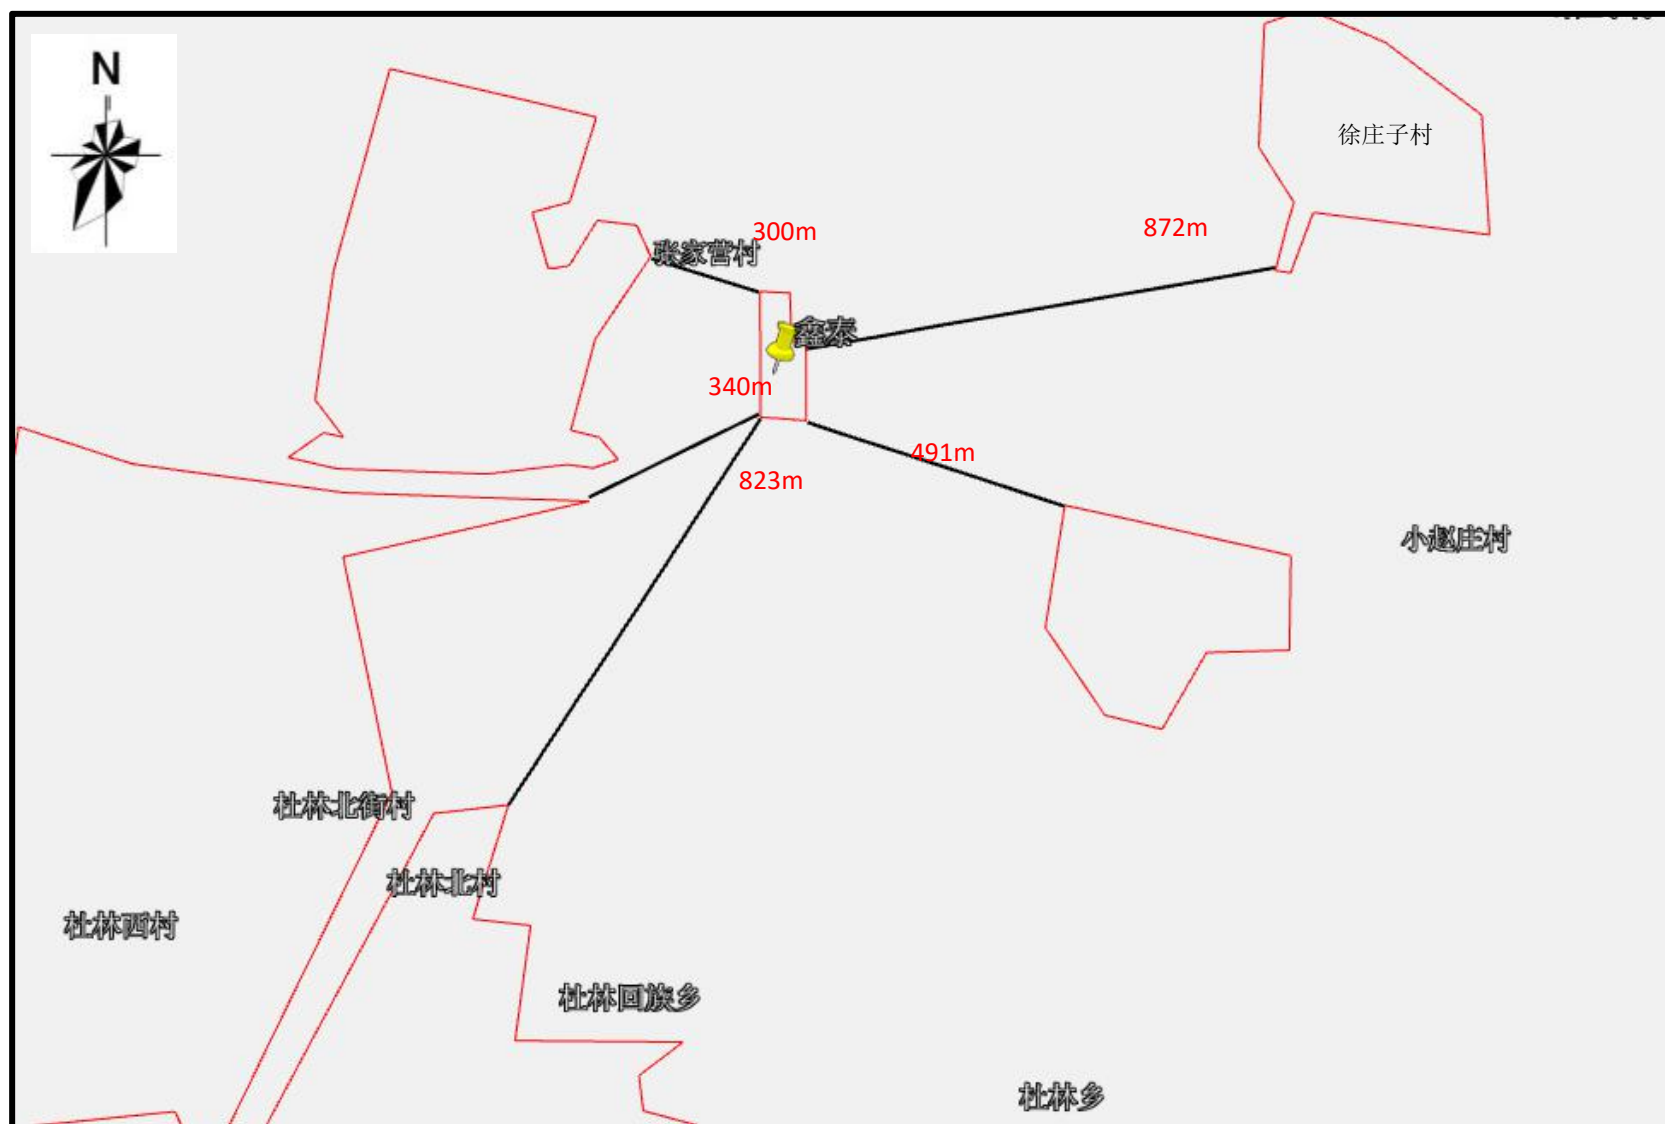 N
徐庄子村
300m
872m
张家营村
鑫泰
340m
491m
823m
小赵庄村
杜林北街村
杜林北村
杜林西村
杜林回族乡
杜林乡